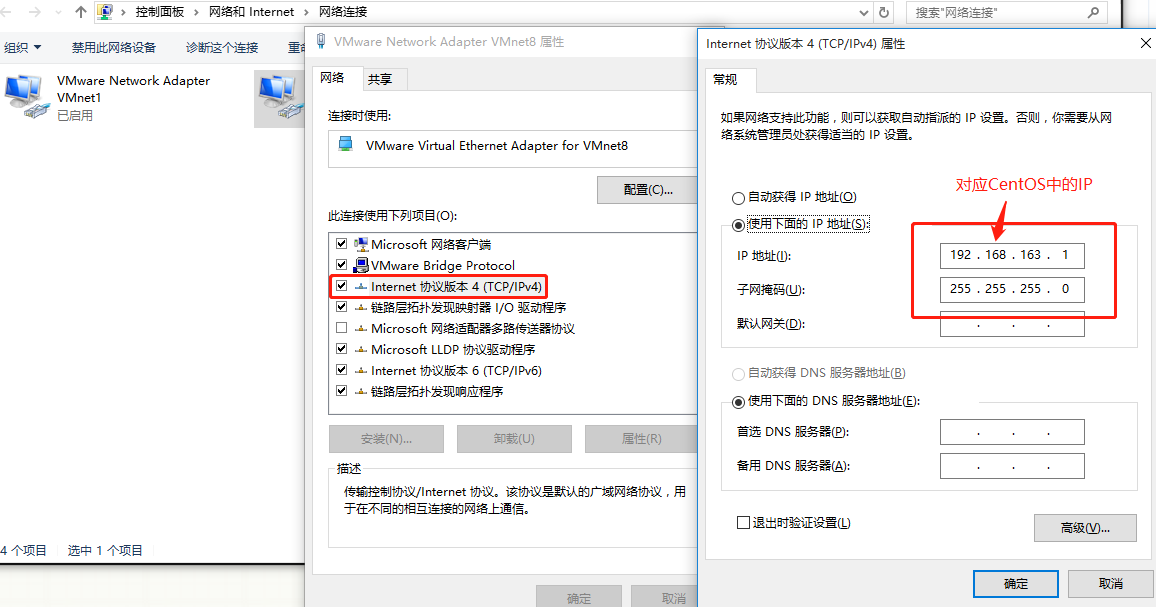 控制面板 › 网络和 Internet › 网络连接
搜索"网络连接"
组织
禁用此网络设备
诊断这个连接
VMware Network Adapter
VMnet1
已启用
4 个项目
选中 1 个项目
VMware Network Adapter VMnet8 属性
网络
共享
连接时使用:
VMware Virtual Ethernet Adapter for VMnet8
配置(C)...
此连接使用下列项目(O):
Microsoft 网络客户端
VMware Bridge Protocol
Internet 协议版本 4 (TCP/IPv4)
链路层拓扑发现映射器 I/O 驱动程序
Microsoft 网络适配器多路传送器协议
Microsoft LLDP 协议驱动程序
Internet 协议版本 6 (TCP/IPv6)
链路层拓扑发现响应程序
安装(N)...
卸载(U)
属性(R)
描述
传输控制协议/Internet 协议。该协议是默认的广域网络协议，用
于在不同的相互连接的网络上通信。
确定
取消
Internet 协议版本 4 (TCP/IPv4) 属性
常规
如果网络支持此功能，则可以获取自动指派的 IP 设置。否则，你需要从网
络系统管理员处获得适当的 IP 设置。
对应CentOS中的IP
自动获得 IP 地址(O)
使用下面的 IP 地址(S):
IP 地址(I):
192 . 168 . 163 . 1
子网掩码(U):
255 . 255 . 255 . 0
默认网关(D):
自动获得 DNS 服务器地址(B)
使用下面的 DNS 服务器地址(E):
首选 DNS 服务器(P):
备用 DNS 服务器(A):
退出时验证设置(L)
高级(V)...
确定
取消